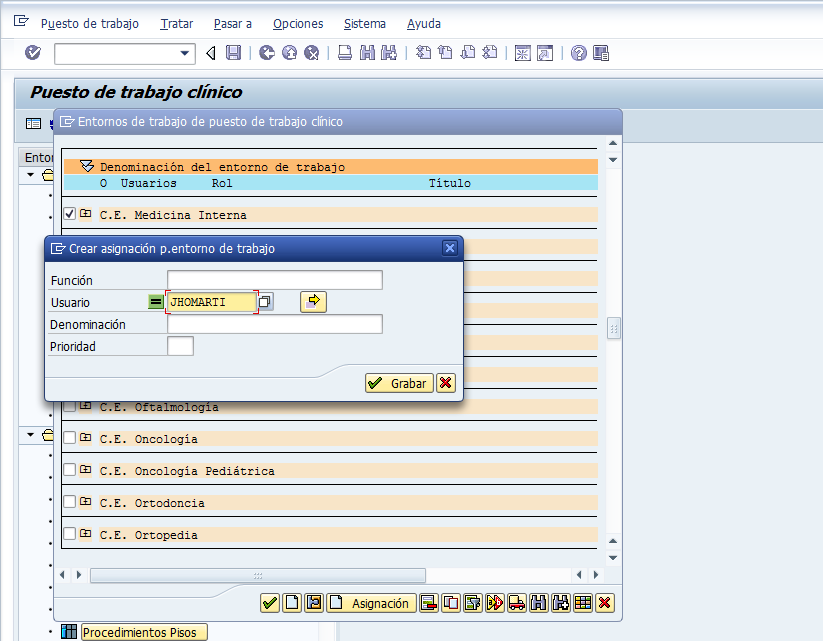 Puesto de trabajo Tratar Pasar a Opciones Sistema Ayuda
Puesto de trabajo clínico
Entornos de trabajo de puesto de trabajo clínico
Denominación del entorno de trabajo
O Usuarios Rol Título
C.E. Medicina Interna
Crear asignación p.entorno de trabajo
Función
Usuario JHOMARTI
Denominación
Prioridad
Grabar
C.E. Oftalmología
C.E. Oncología
C.E. Oncología Pediátrica
C.E. Ortodoncia
C.E. Ortopedia
Asignación
Procedimientos Pisos